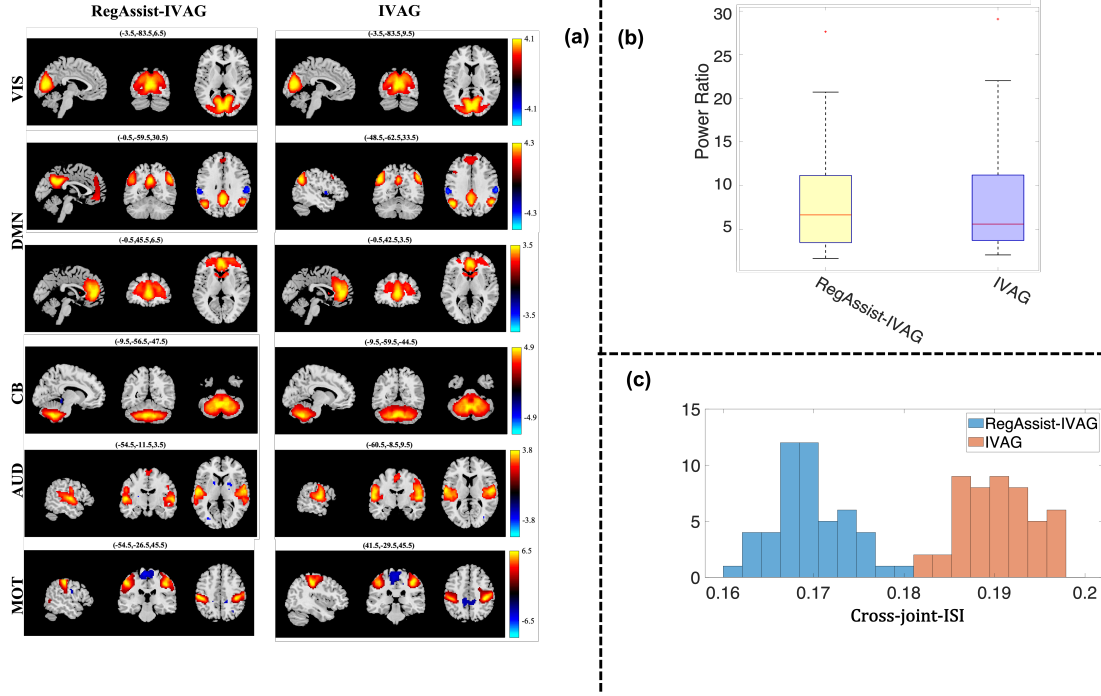 RegAssist-IVAG IVAG
(a)
VIS
(-3.5,-83.5,6.5) (-3.5,-83.5,9.5)
4.1
-4.1
DMN
(-0.5,-59.5,30.5) (-48.5,-62.5,33.5)
4.3
-4.3
(-0.5,45.5,6.5) (-0.5,42.5,3.5)
3.5
-3.5
CB
(-9.5,-56.5,-47.5) (-9.5,-59.5,-44.5)
4.9
-4.9
AUD
(-54.5,-11.5,3.5) (-60.5,-8.5,9.5)
3.8
-3.8
MOT
(-54.5,-26.5,45.5) (41.5,-29.5,45.5)
6.5
-6.5
(b)
Power Ratio
30
25
20
15
10
5
RegAssist-IVAG IVAG
(c)
15
10
5
0
RegAssist-IVAG
IVAG
0.16 0.17 0.18 0.19 0.2
Cross-joint-ISI